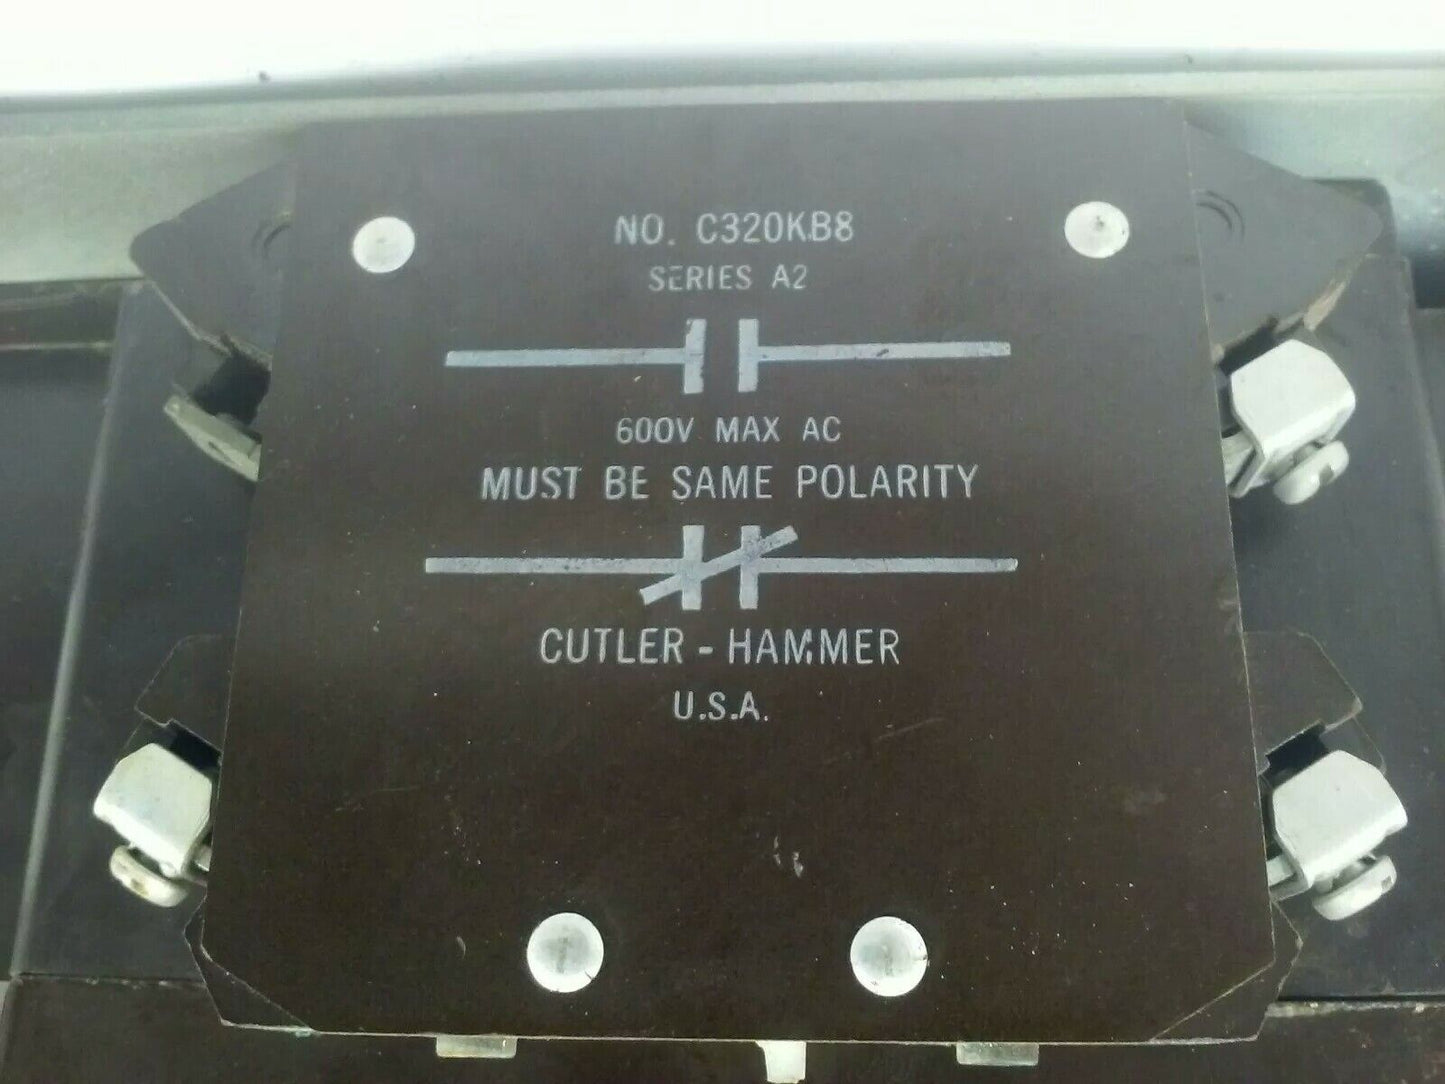 NO. C320KB8
SERIES A2
600V MAX AC
MUST BE SAME POLARITY
CUTLER-HAMMER
U.S.A.